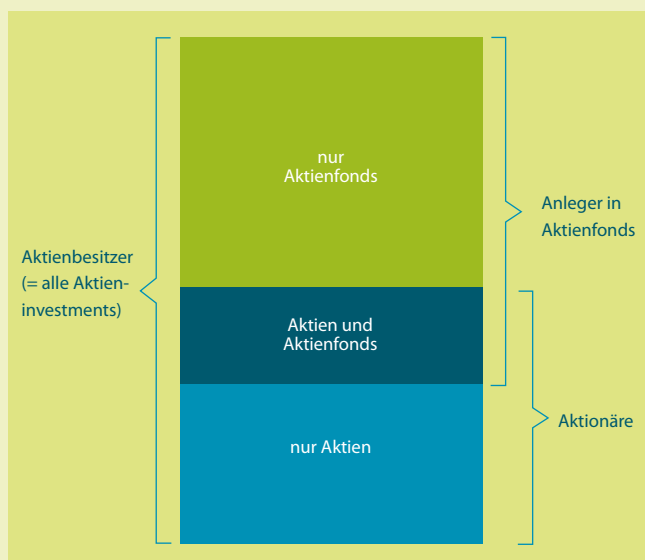 nur
Aktienfonds
Anleger in
Aktienfonds
Aktienbesitzer
(= alle Aktien-
investments)
Aktien und
Aktienfonds
Aktionäre
nur Aktien